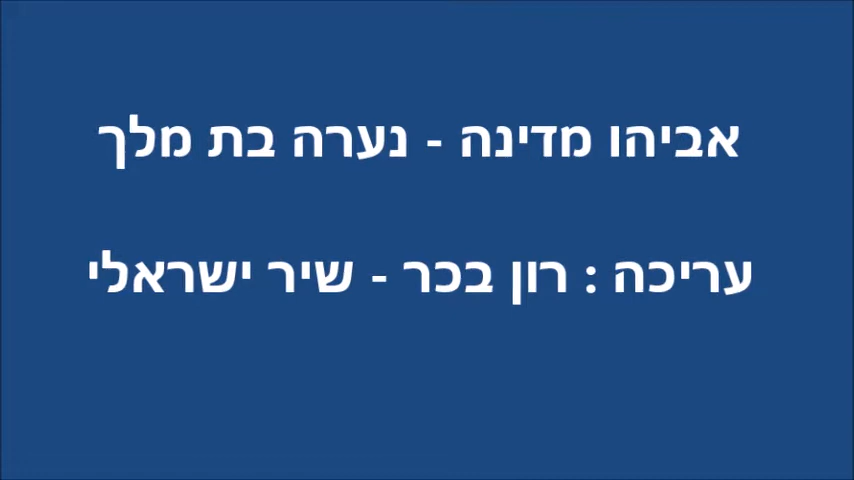 אביהו מדינה - נערה בת מלך
עריכה : רון בכר - שיר ישראלי